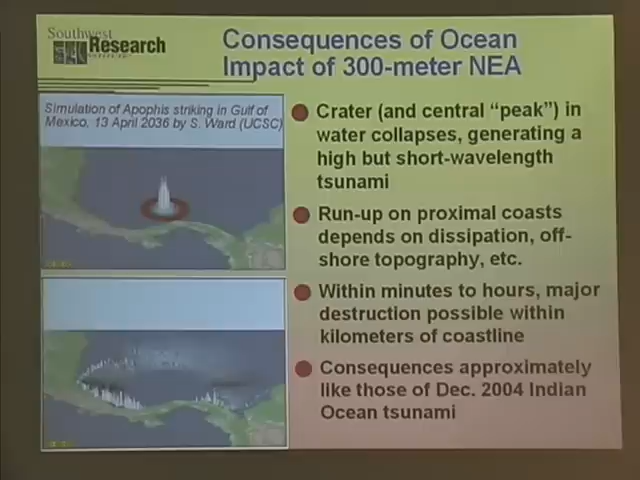 Southwest
Research
Consequences of Ocean
Impact of 300-meter NEA
Simulation of Apophis striking in Gulf of
Mexico, 13 April 2036 by S. Ward (UCSC)
Crater (and central “peak”) in
water collapses, generating a
high but short-wavelength
tsunami
Run-up on proximal coasts
depends on dissipation, off-
shore topography, etc.
Within minutes to hours, major
destruction possible within
kilometers of coastline
Consequences approximately
like those of Dec. 2004 Indian
Ocean tsunami